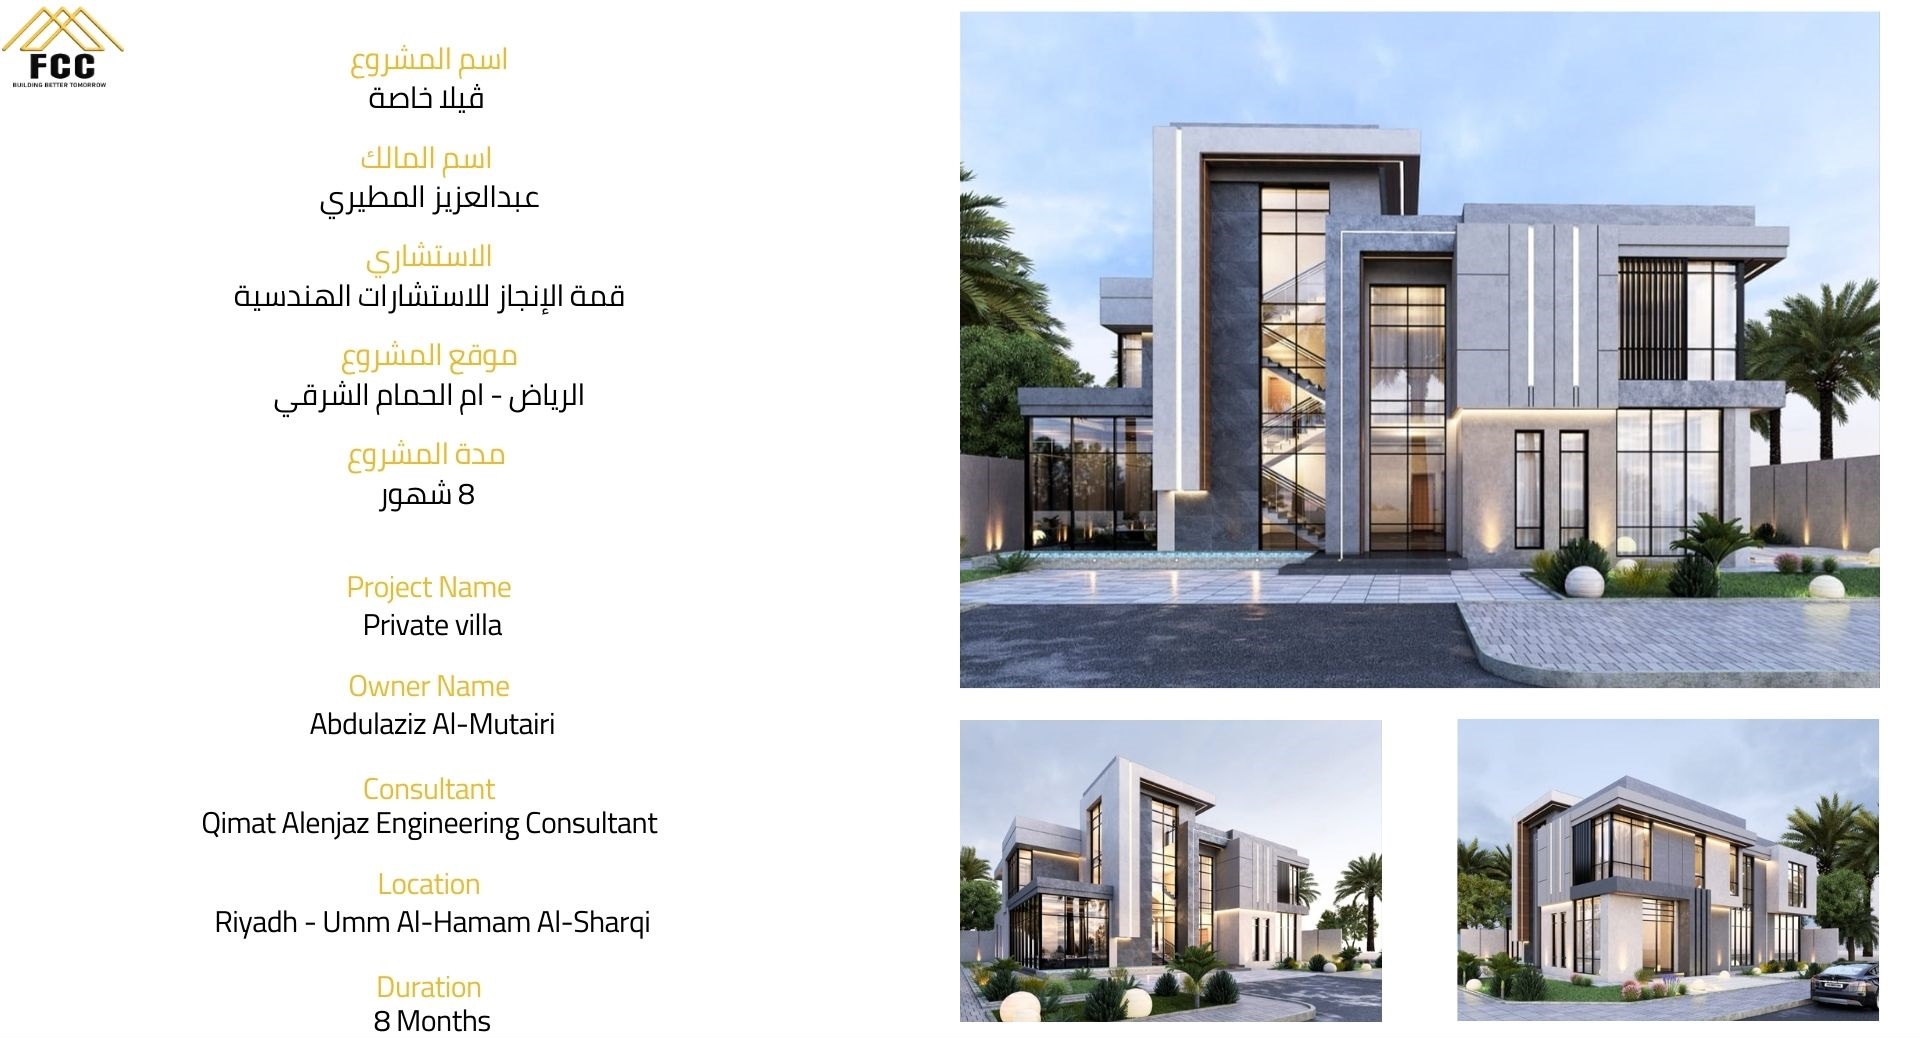 FCC
BUILDING BETTER TOMORROW
اسم المشروع
ڤيلا خاصة
اسم المالك
عبدالعزيز المطيري
الاستشاري
قمة الإنجاز للاستشارات الهندسية
موقع المشروع
الرياض - ام الحمام الشرقي
مدة المشروع
8 شهور
Project Name
Private villa
Owner Name
Abdulaziz Al-Mutairi
Consultant
Qimat Alenjaz Engineering Consultant
Location
Riyadh - Umm Al-Hamam Al-Sharqi
Duration
8 Months